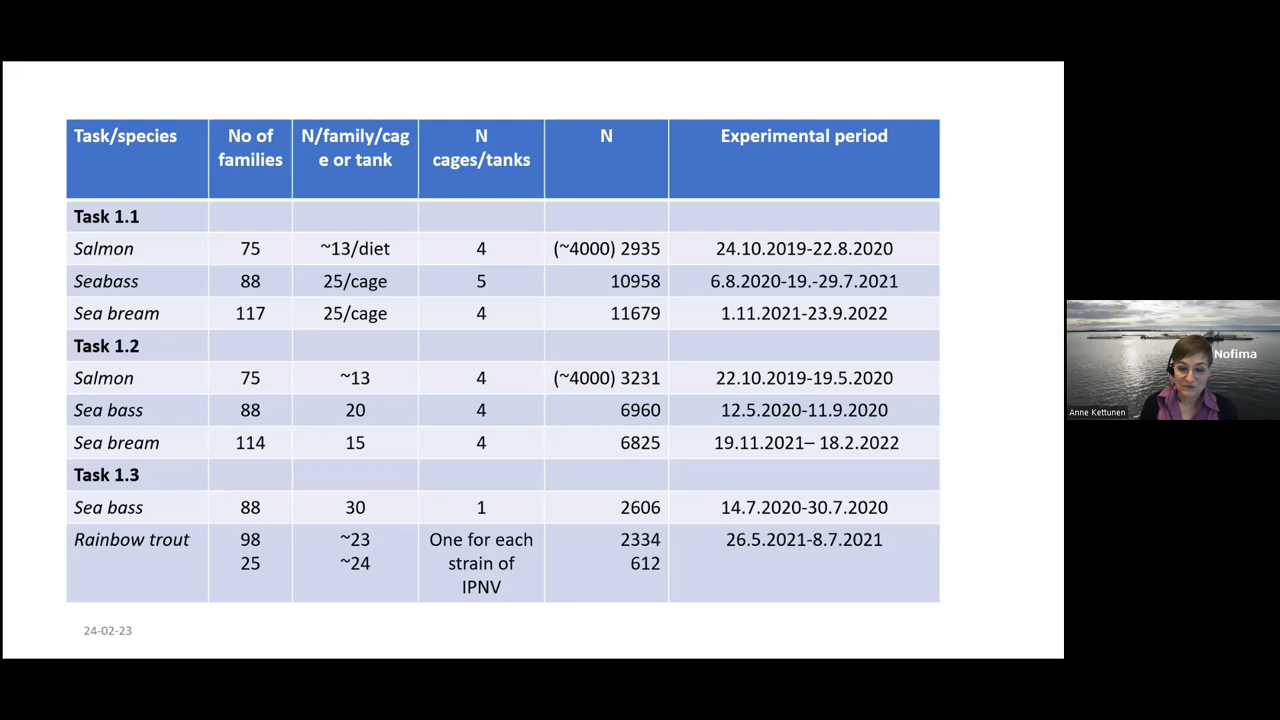 Task/species No of families N/family/cag e or tank N cages/tanks N Experimental period
Task 1.1
Salmon 75 ~13/diet 4 (~4000) 2935 24.10.2019-22.8.2020
Seabass 88 25/cage 5 10958 6.8.2020-19.-29.7.2021
Sea bream 117 25/cage 4 11679 1.11.2021-23.9.2022
Task 1.2
Salmon 75 ~13 4 (~4000) 3231 22.10.2019-19.5.2020
Sea bass 88 20 4 6960 12.5.2020-11.9.2020
Sea bream 114 15 4 6825 19.11.2021– 18.2.2022
Task 1.3
Sea bass 88 30 1 2606 14.7.2020-30.7.2020
Rainbow trout 98 ~23 One for each 2334 26.5.2021-8.7.2021
25 ~24 strain of 612
IPNV
24-02-23
Nofima
Anne Kettunen